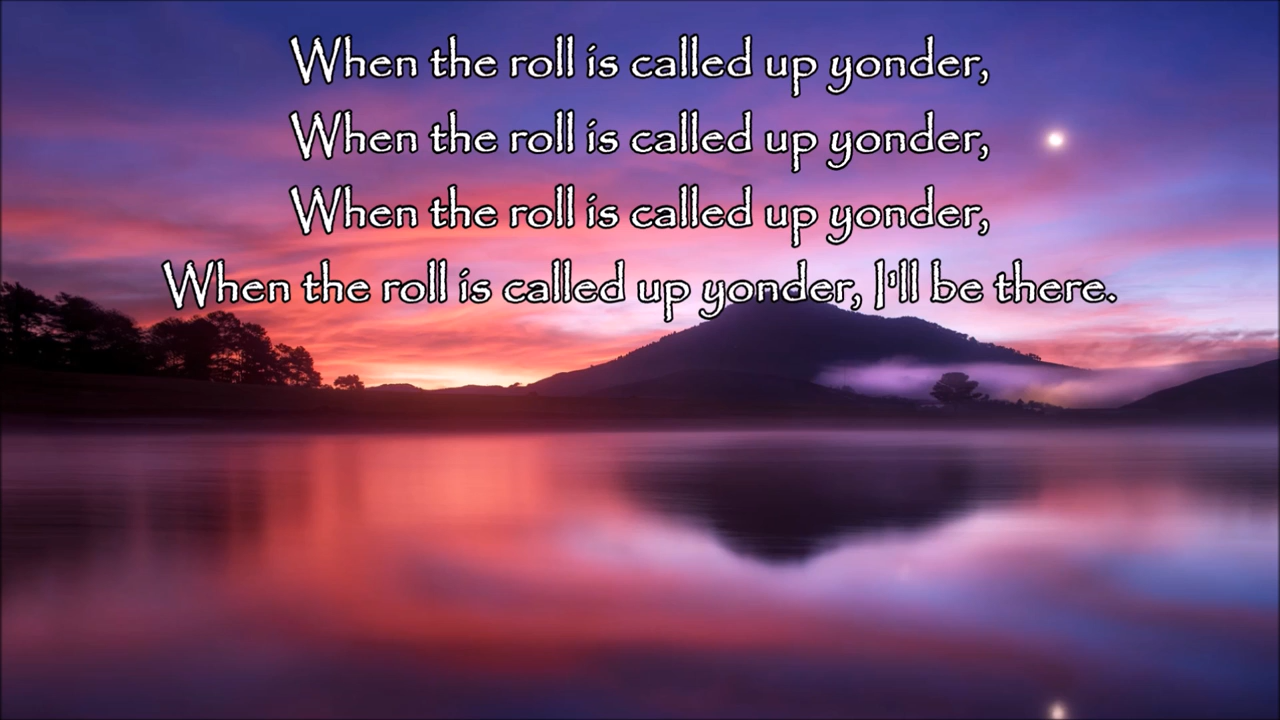 When the roll is called up yonder,
When the roll is called up yonder,
When the roll is called up yonder,
When the roll is called up yonder, I'll be there.